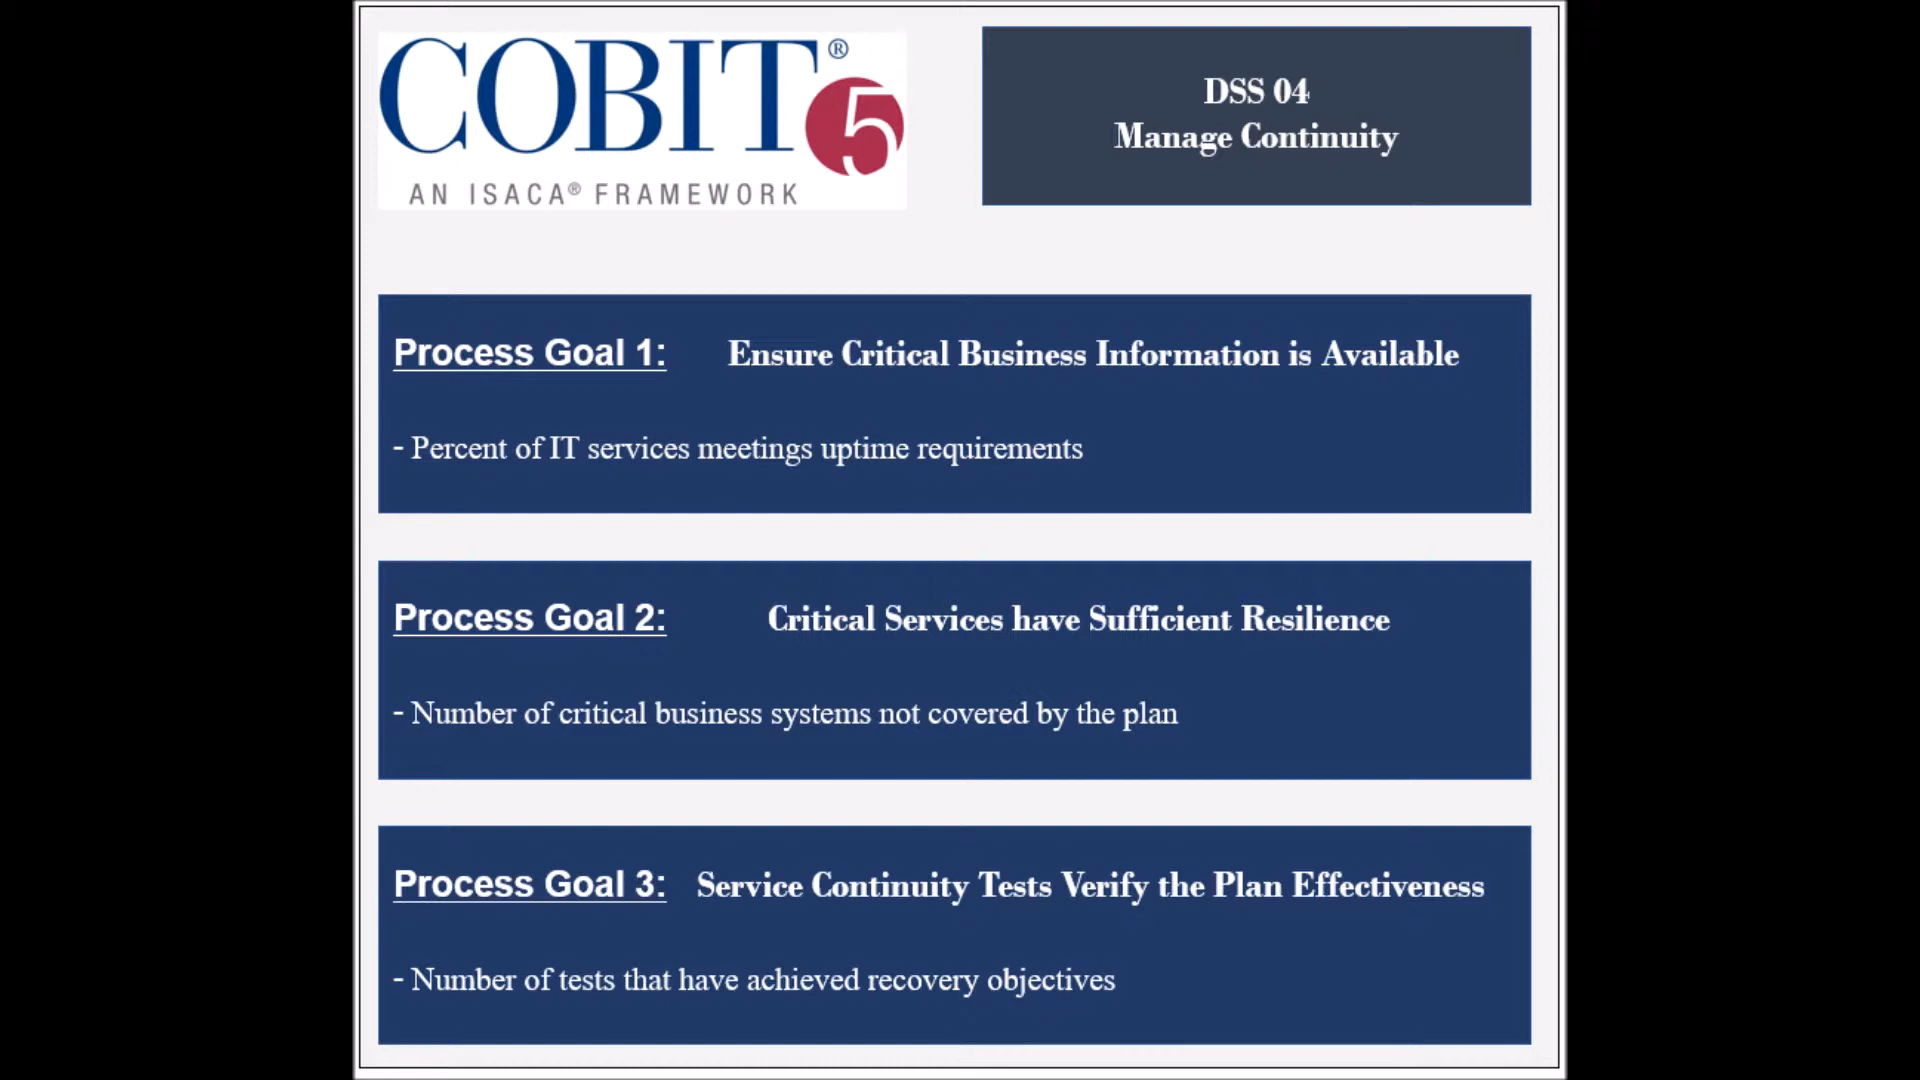 COBIT® 5
AN ISACA® FRAMEWORK
DSS 04
Manage Continuity
Process Goal 1: Ensure Critical Business Information is Available
- Percent of IT services meetings uptime requirements
Process Goal 2: Critical Services have Sufficient Resilience
- Number of critical business systems not covered by the plan
Process Goal 3: Service Continuity Tests Verify the Plan Effectiveness
- Number of tests that have achieved recovery objectives